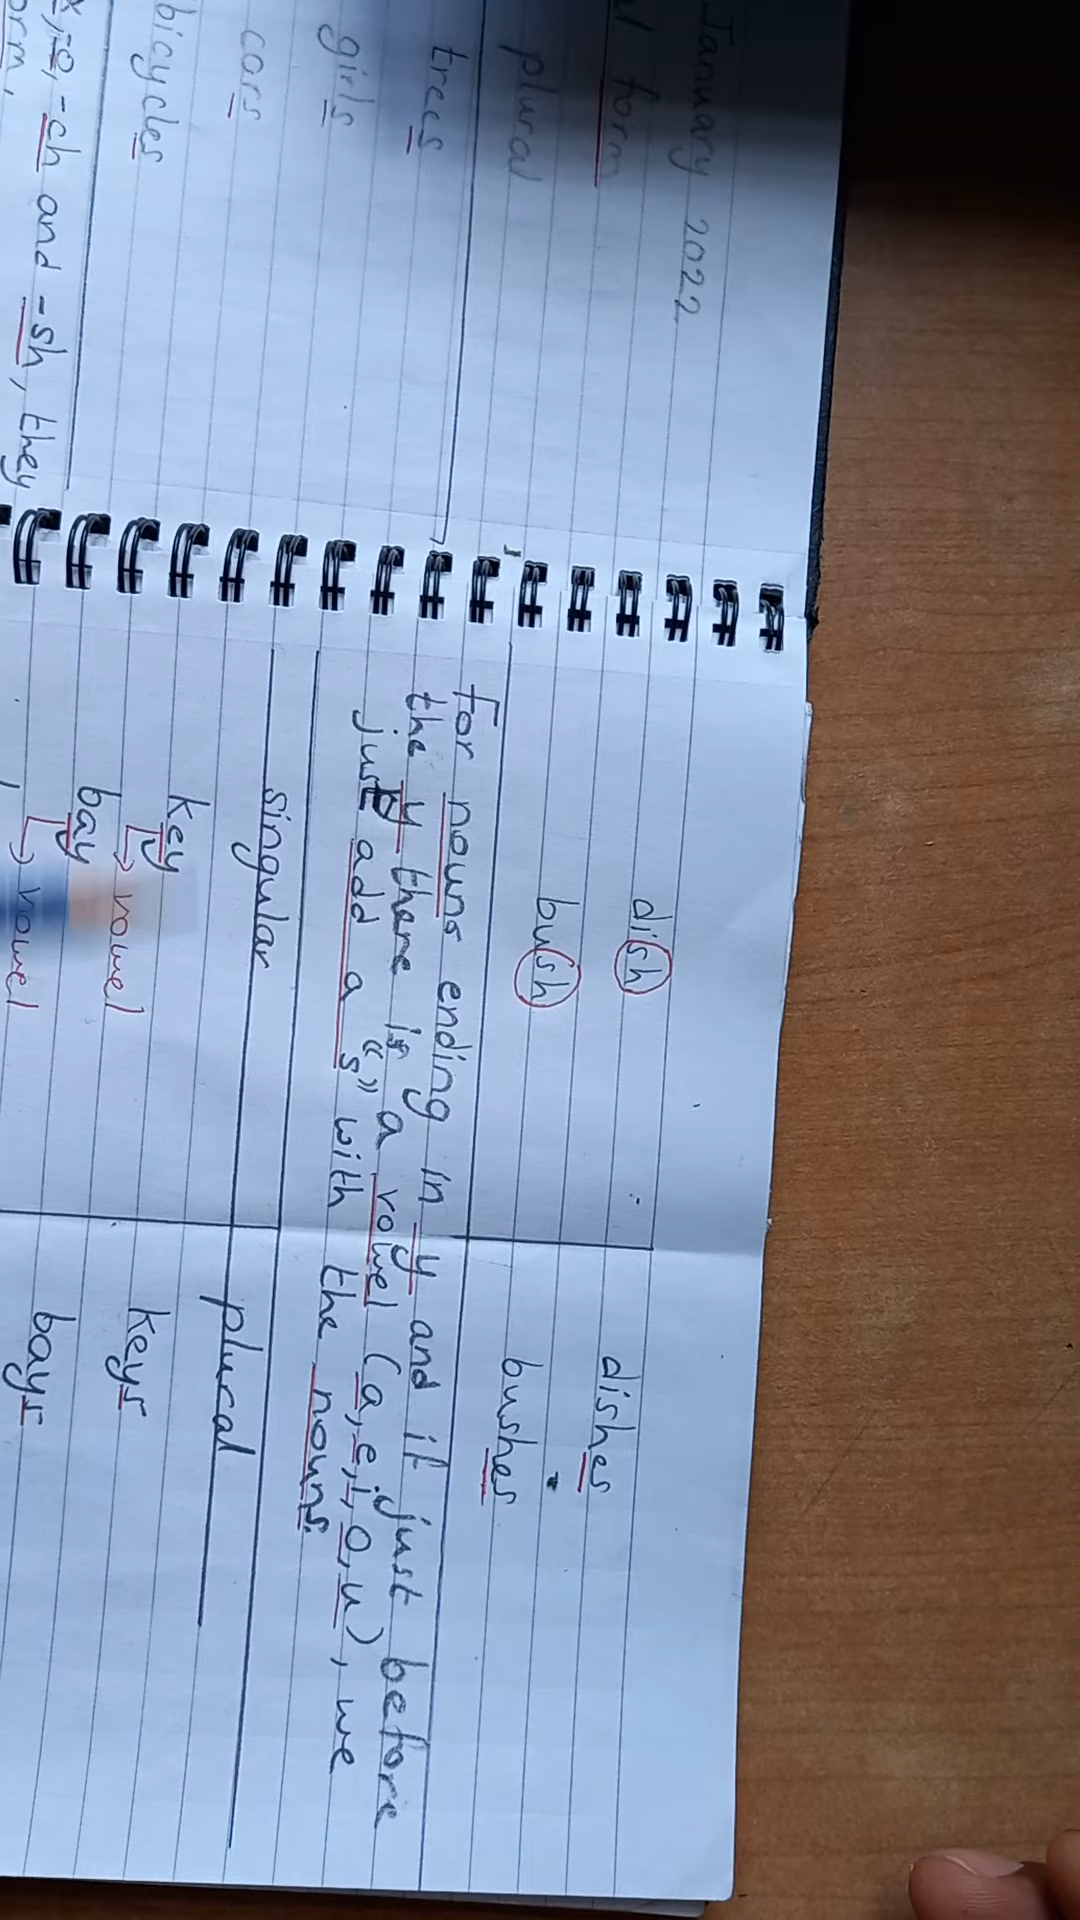 January 2022
form
plural
trees
girls
cars
bicycles
-o, -ch and -sh, they
dish dishes
bush bushes
For nouns ending in y and if just before
the y there is a vowel (a, e, i, o, u), we
just add a "s" with the nouns.
singular plural
key keys
→ vowel
bay bays
→ vowel